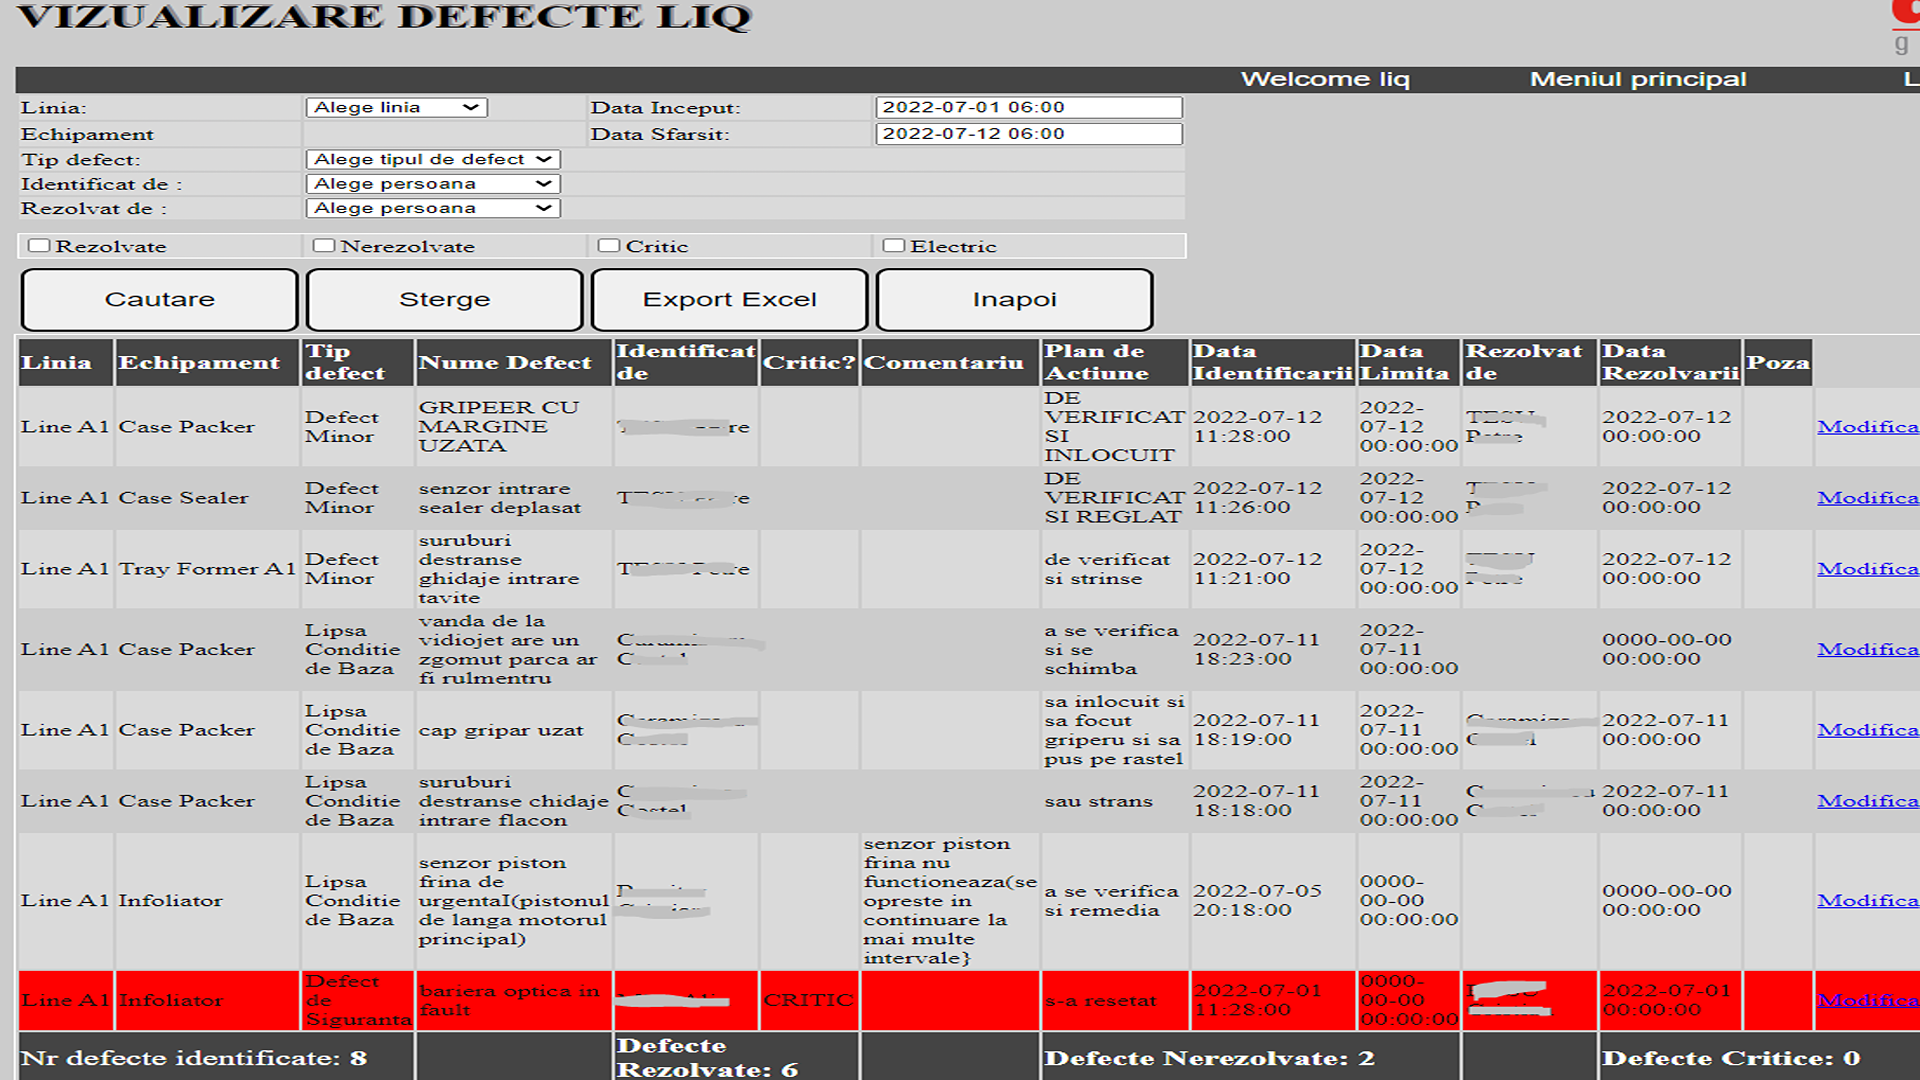 VIZUALIZARE DEFECTE LIQ
g
Welcome liq Meniul principal L
Linia: Alege linia Data Inceput: 2022-07-01 06:00
Echipament Data Sfarsit: 2022-07-12 06:00
Tip defect: Alege tipul de defect
Identificat de : Alege persoana
Rezolvat de : Alege persoana
Rezolvate Nerezolvate Critic Electric
Cautare Sterge Export Excel Inapoi
Linia Echipament Tip defect Nume Defect Identificat de Critic? Comentariu Plan de Actiune Data Identificarii Data Limita Rezolvat de Data Rezolvarii Poza
Line A1 Case Packer Defect Minor GRIPEER CU MARGINE UZATA DE VERIFICAT SI INLOCUIT 2022-07-12 11:28:00 2022-07-12 00:00:00 2022-07-12 00:00:00 Modifica
Line A1 Case Sealer Defect Minor senzor intrare sealer deplasat DE VERIFICAT SI REGLAT 2022-07-12 11:26:00 2022-07-12 00:00:00 2022-07-12 00:00:00 Modifica
Line A1 Tray Former A1 Defect Minor suruburi destranse ghidaje intrare tavite de verificat si strinse 2022-07-12 11:21:00 2022-07-12 00:00:00 2022-07-12 00:00:00 Modifica
Line A1 Case Packer Lipsa Conditie de Baza vanda de la vidiojet are un zgomut parca ar fi rulmentru a se verifica si se schimba 2022-07-11 18:23:00 2022-07-11 00:00:00 0000-00-00 00:00:00 Modifica
Line A1 Case Packer Lipsa Conditie de Baza cap gripar uzat sa inlocuit si sa focut griperu si sa pus pe rastel 2022-07-11 18:19:00 2022-07-11 00:00:00 2022-07-11 00:00:00 Modifica
Line A1 Case Packer Lipsa Conditie de Baza suruburi destranse chidaje intrare flacon sau strans 2022-07-11 18:18:00 2022-07-11 00:00:00 2022-07-11 00:00:00 Modifica
Line A1 Infoliator Lipsa Conditie de Baza senzor piston frina de urgentaI(pistonul de langa motorul principal) senzor piston frina nu functioneaza(se opreste in continuare la mai multe intervale} a se verifica si remedia 2022-07-05 20:18:00 0000-00-00 00:00:00 0000-00-00 00:00:00 Modifica
Line A1 Infoliator Defect de Siguranta bariera optica in fault CRITIC s-a resetat 2022-07-01 11:28:00 0000-00-00 00:00:00 2022-07-01 00:00:00 Modifica
Nr defecte identificate: 8 Defecte Rezolvate: 6 Defecte Nerezolvate: 2 Defecte Critice: 0